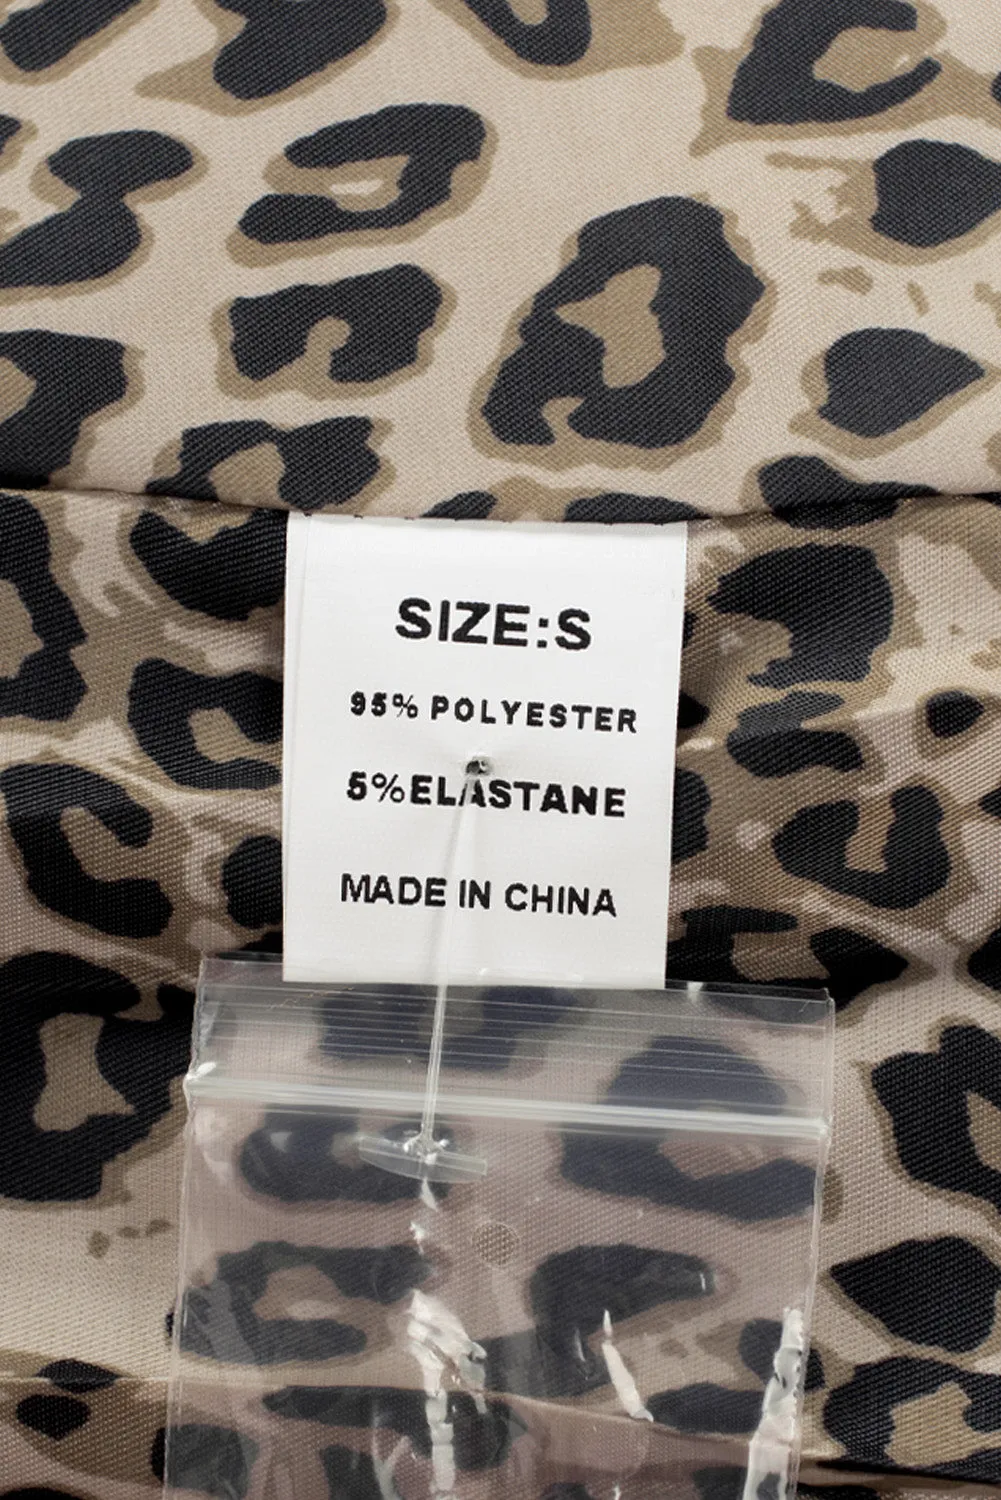 SIZE:S
95% POLYESTER
5%ELASTANE
MADE IN CHINA